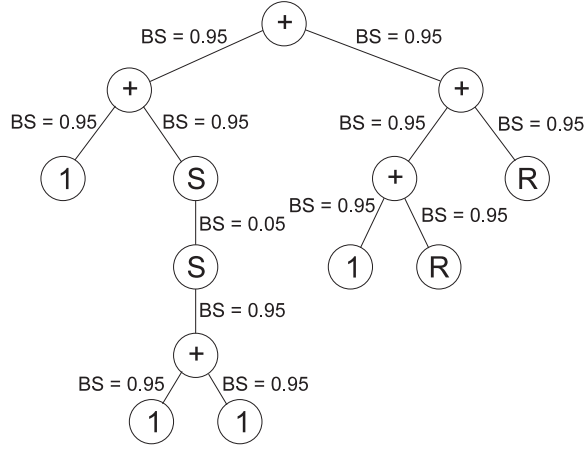 +
BS = 0.95 BS = 0.95
+ +
BS = 0.95 BS = 0.95 BS = 0.95 BS = 0.95
1 S + R
BS = 0.05 BS = 0.95 BS = 0.95
S 1 R
BS = 0.95
+
BS = 0.95 BS = 0.95
1 1